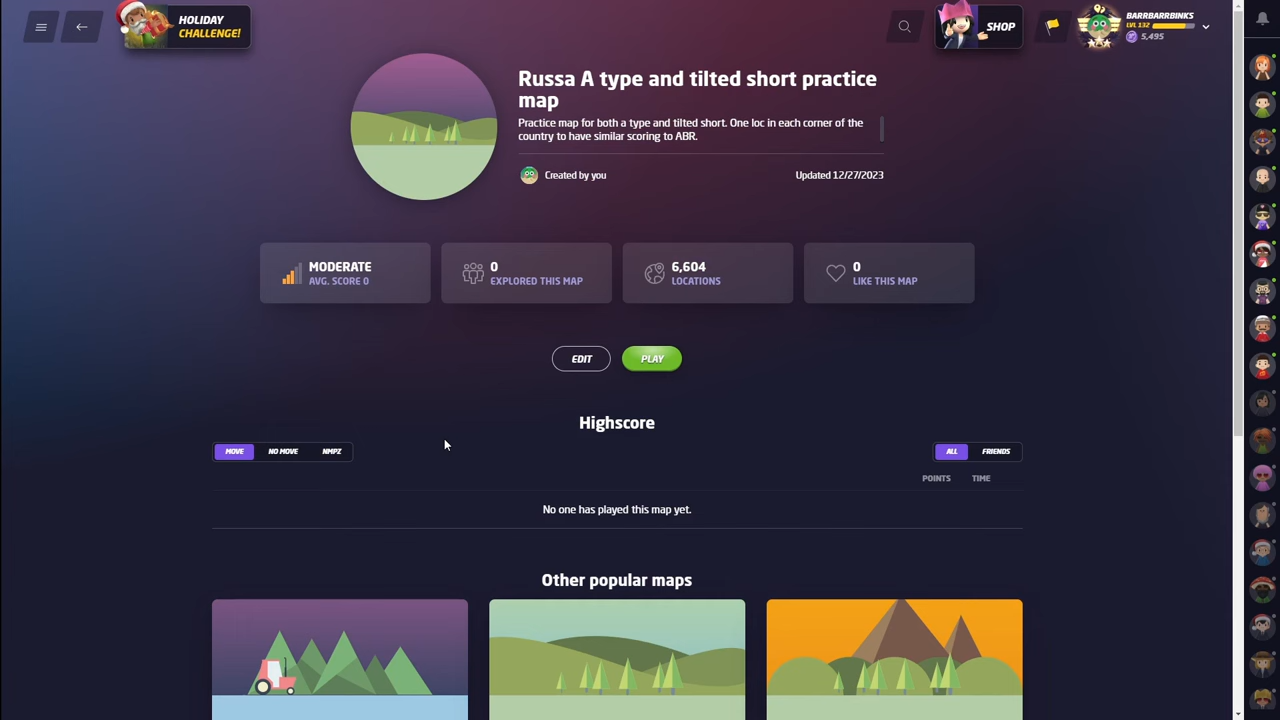 HOLIDAY
CHALLENGE!
SHOP
BARRBARRBINKS
LVL 132
5,495
Russa A type and tilted short practice
map
Practice map for both a type and tilted short. One loc in each corner of the
country to have similar scoring to ABR.
Created by you
Updated 12/27/2023
MODERATE
AVG. SCORE 0
0
EXPLORED THIS MAP
6,604
LOCATIONS
0
LIKE THIS MAP
EDIT
PLAY
Highscore
MOVE
NO MOVE
NMPZ
ALL
FRIENDS
POINTS
TIME
No one has played this map yet.
Other popular maps